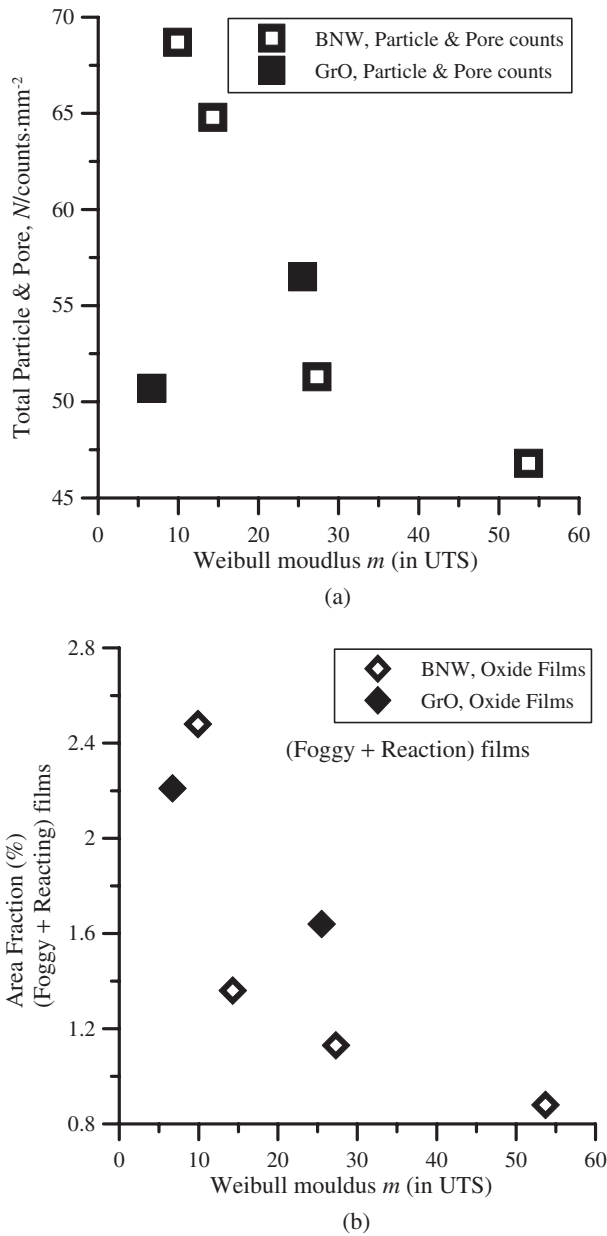 70
65
60
55
50
45
Total Particle & Pore, N/counts·mm-2
BNW, Particle & Pore counts
GrO, Particle & Pore counts
0 10 20 30 40 50 60
Weibull moudlus m (in UTS)
(a)
2.8
2.4
2
1.6
1.2
0.8
Area Fraction (%)
(Foggy + Reacting) films
BNW, Oxide Films
GrO, Oxide Films
(Foggy + Reaction) films
0 10 20 30 40 50 60
Weibull mouldus m (in UTS)
(b)